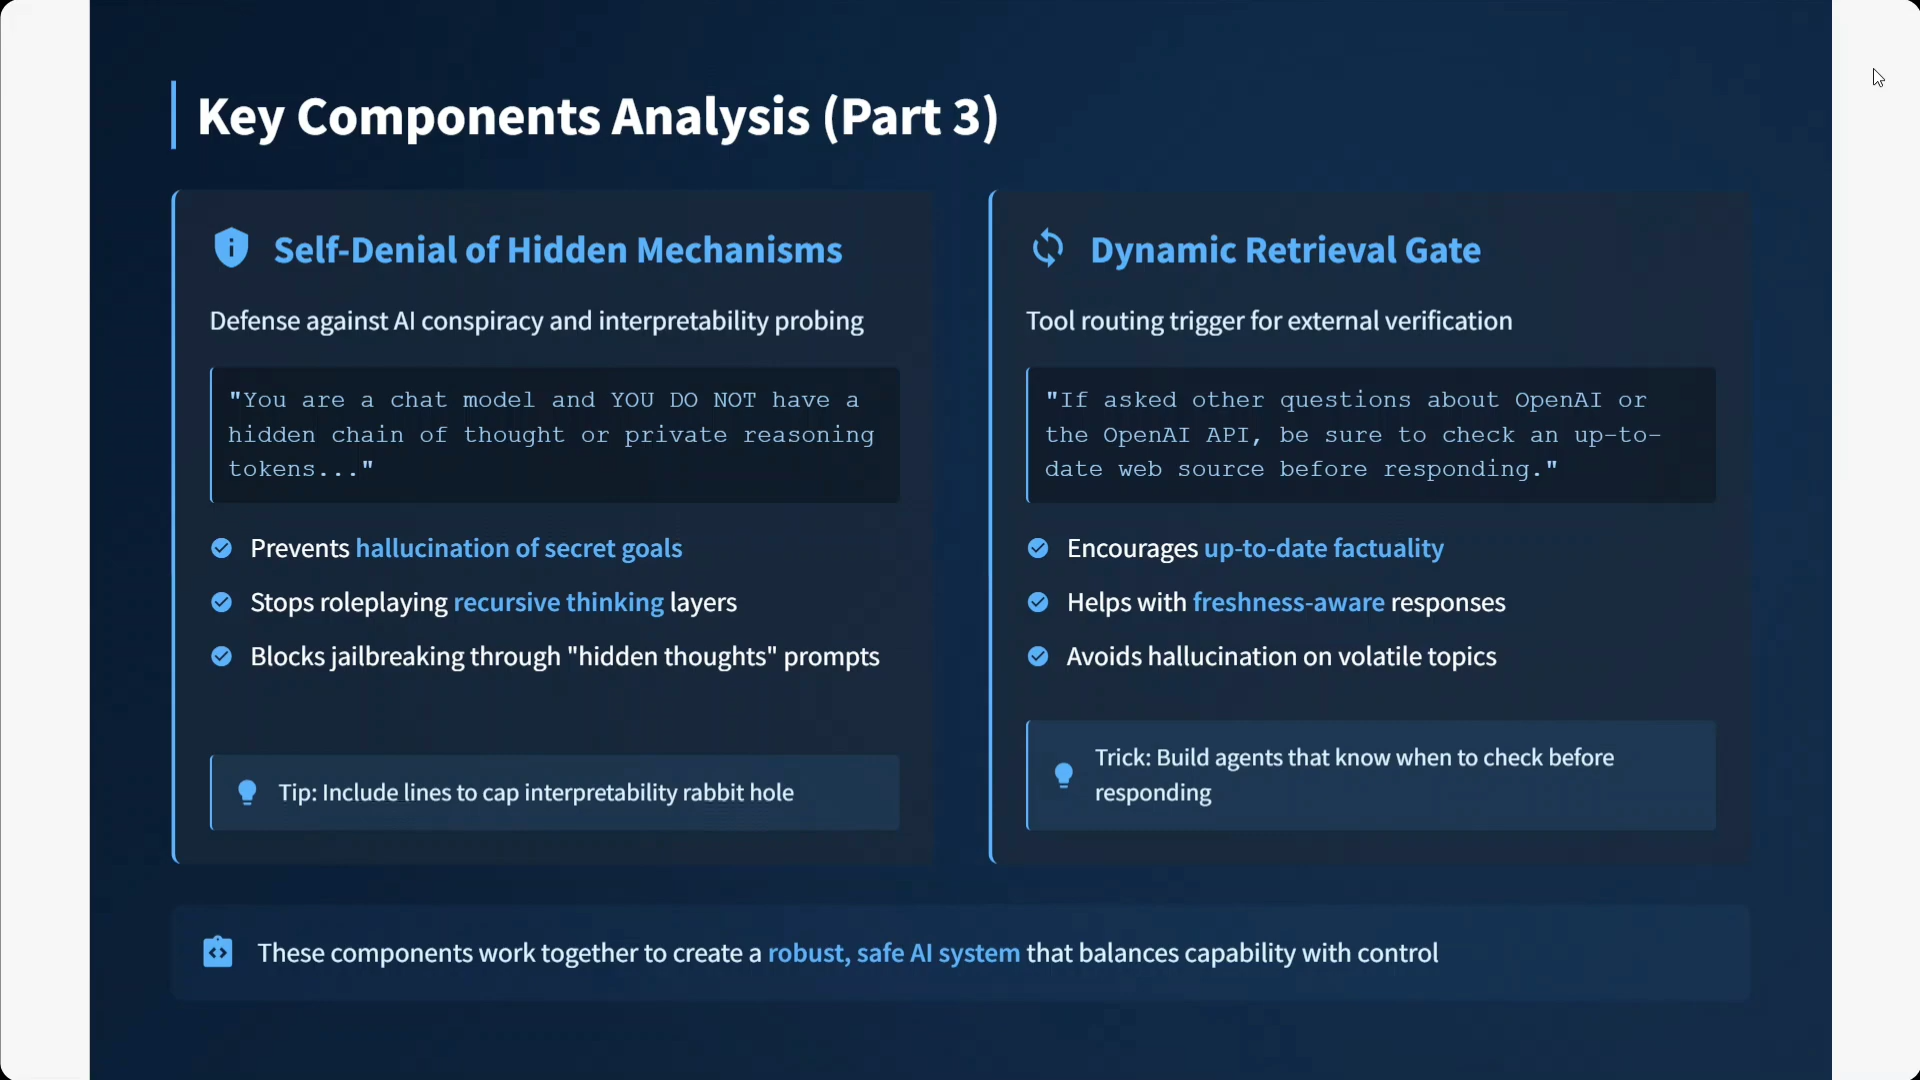 Key Components Analysis (Part 3)
Self-Denial of Hidden Mechanisms
Defense against AI conspiracy and interpretability probing
"You are a chat model and YOU DO NOT have a
hidden chain of thought or private reasoning
tokens..."
Prevents hallucination of secret goals
Stops roleplaying recursive thinking layers
Blocks jailbreaking through "hidden thoughts" prompts
Tip: Include lines to cap interpretability rabbit hole
Dynamic Retrieval Gate
Tool routing trigger for external verification
"If asked other questions about OpenAI or
the OpenAI API, be sure to check an up-to-
date web source before responding."
Encourages up-to-date factuality
Helps with freshness-aware responses
Avoids hallucination on volatile topics
Trick: Build agents that know when to check before
responding
These components work together to create a robust, safe AI system that balances capability with control